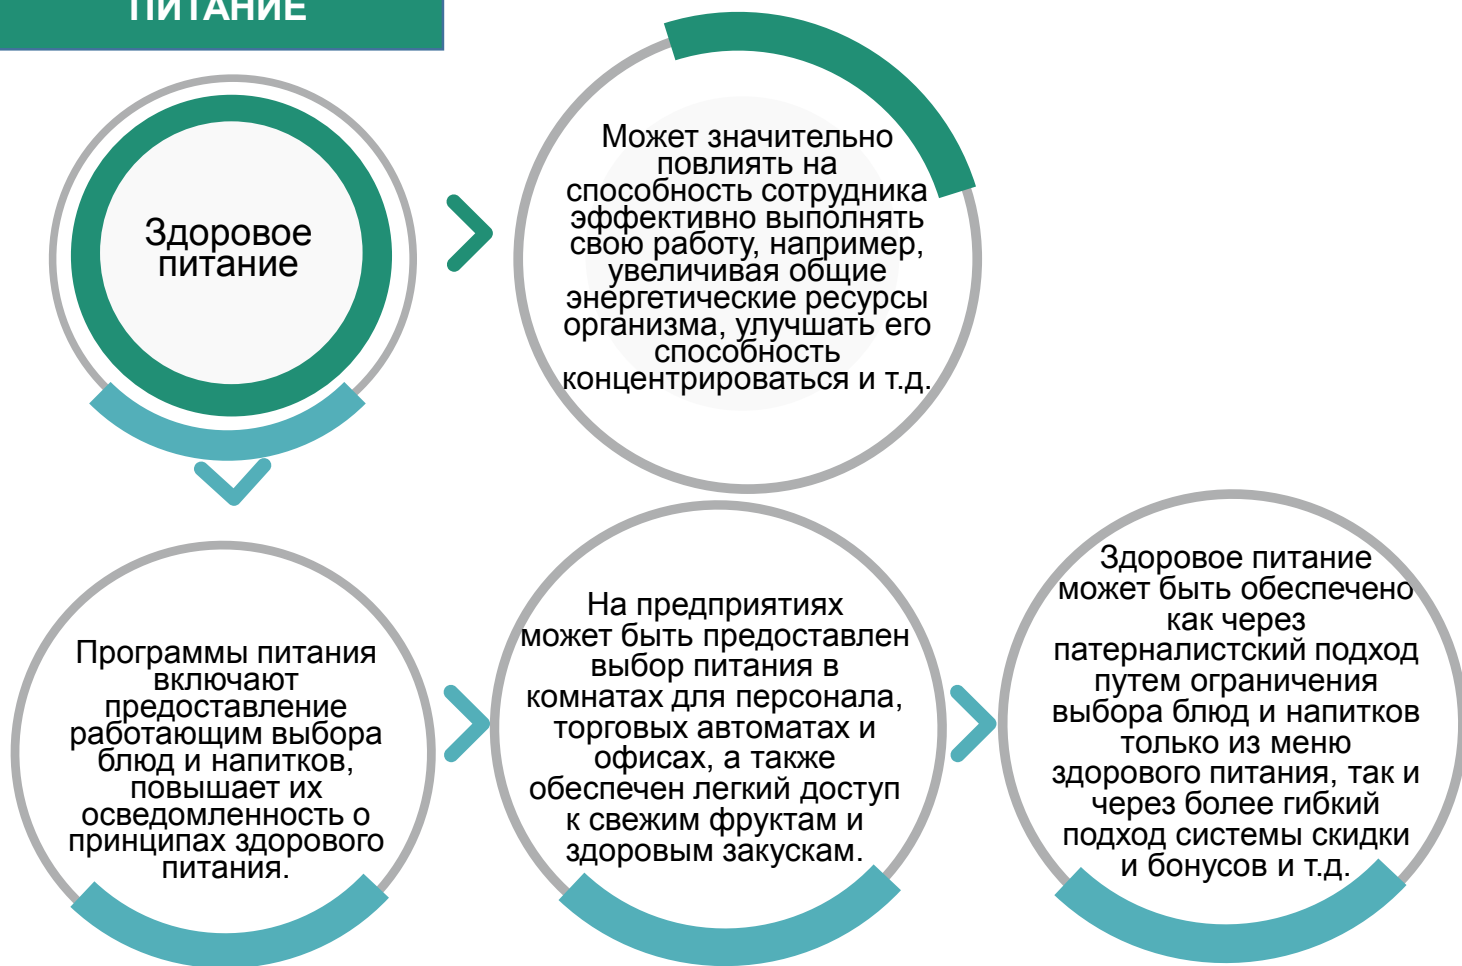 ПИТАНИЕ
Здоровое
питание
Может значительно
повлиять на
способность сотрудника
эффективно выполнять
свою работу, например,
увеличивая общие
энергетические ресурсы
организма, улучшать его
способность
концентрироваться и т.д.
Программы питания
включают
предоставление
работающим выбора
блюд и напитков,
повышает их
осведомленность о
принципах здорового
питания.
На предприятиях
может быть предоставлен
выбор питания в
комнатах для персонала,
торговых автоматах и
офисах, а также
обеспечен легкий доступ
к свежим фруктам и
здоровым закускам.
Здоровое питание
может быть обеспечено
как через
патерналистский подход
путем ограничения
выбора блюд и напитков
только из меню
здорового питания, так и
через более гибкий
подход системы скидки
и бонусов и т.д.